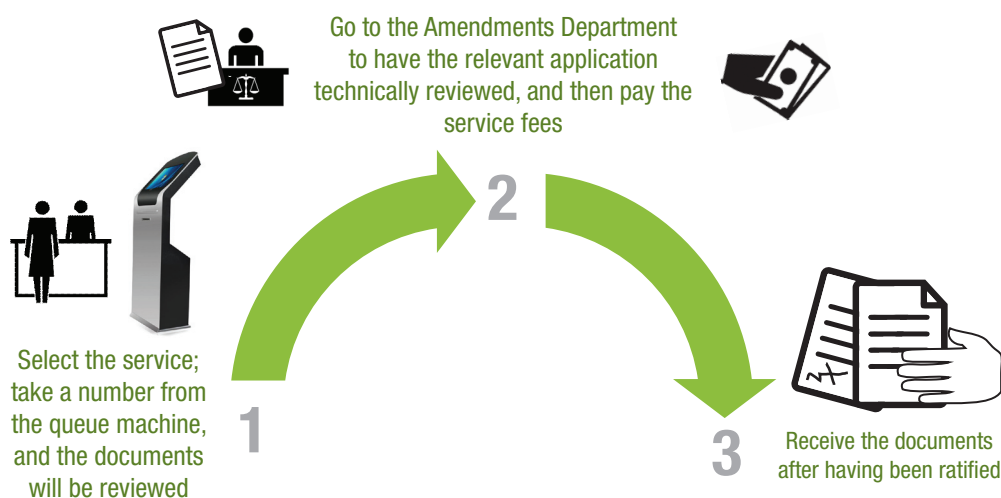 Select the service;
take a number from
the queue machine,
and the documents
will be reviewed
1
Go to the Amendments Department
to have the relevant application
technically reviewed, and then pay the
service fees
2
3
Receive the documents
after having been ratified